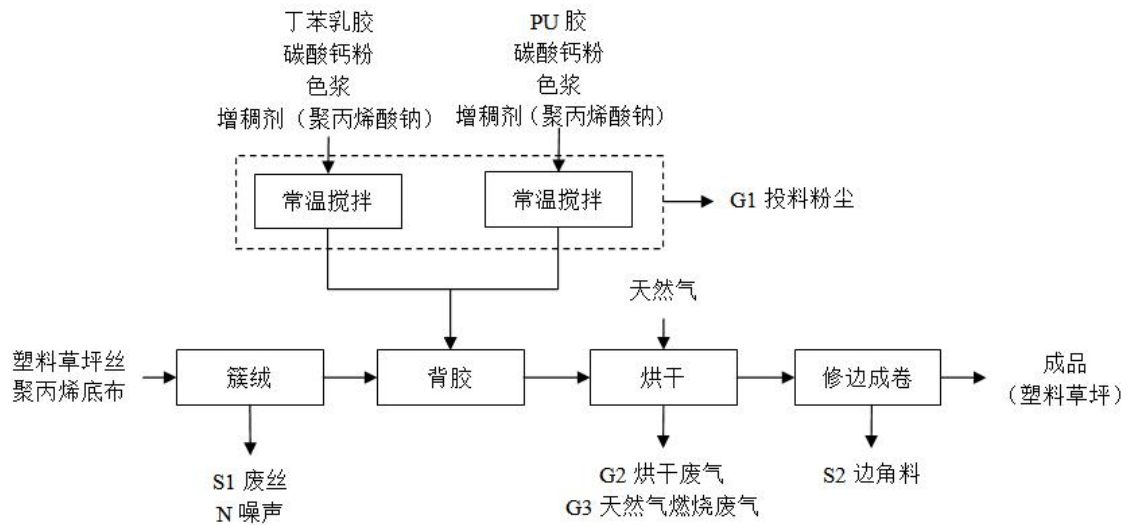 丁苯乳胶
碳酸钙粉
色浆
增稠剂（聚丙烯酸钠）
PU 胶
碳酸钙粉
色浆
增稠剂（聚丙烯酸钠）
常温搅拌
常温搅拌
G1 投料粉尘
天然气
塑料草坪丝
聚丙烯底布
簇绒
背胶
烘干
修边成卷
成品
（塑料草坪）
S1 废丝
N 噪声
G2 烘干废气
G3 天然气燃烧废气
S2 边角料